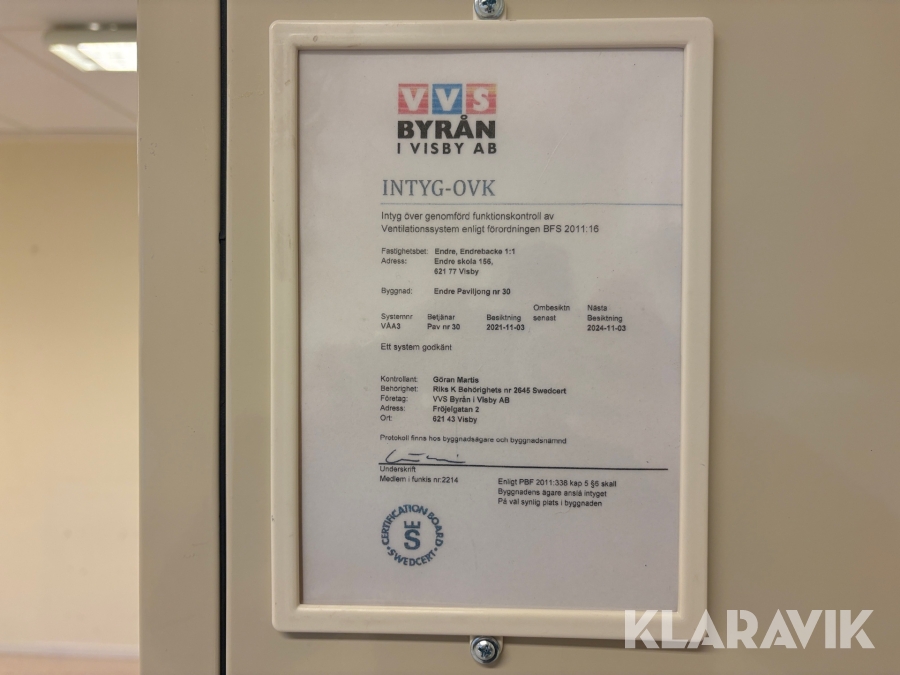 VVS
BYRÅN
I VISBY AB
INTYG-OVK
Intyg över genomförd funktionskontroll av
Ventilationssystem enligt förordningen BFS 2011:16
Fastighetsbet: Endre, Endrebacke 1:1
Adress: Endre skola 155,
621 77 Visby
Byggnad: Endre Paviljong nr 30
Systemnr Betjänar Besiktning Ombesiktn senast Nästa Besiktning
VÅA3 Pav nr 30 2021-11-03 2024-11-03
Ett system godkänt
Kontrollant: Göran Martis
Behörighet: Riks K Behörighets nr 2645 Swedcert
Företag: VVS Byrån i Visby AB
Adress: Fröjelgatan 2
Ort: 621 43 Visby
Protokoll finns hos byggnadsägare och byggnadsnämnd
Underskrift
Medlem i funkis nr:2214
Enligt PBF 2011:338 kap 5 §6 skall
Byggnadens ägare anslå intyget
På väl synlig plats i byggnaden
CERTIFICATION BOARD
SWEDCERT
KLARAVIK